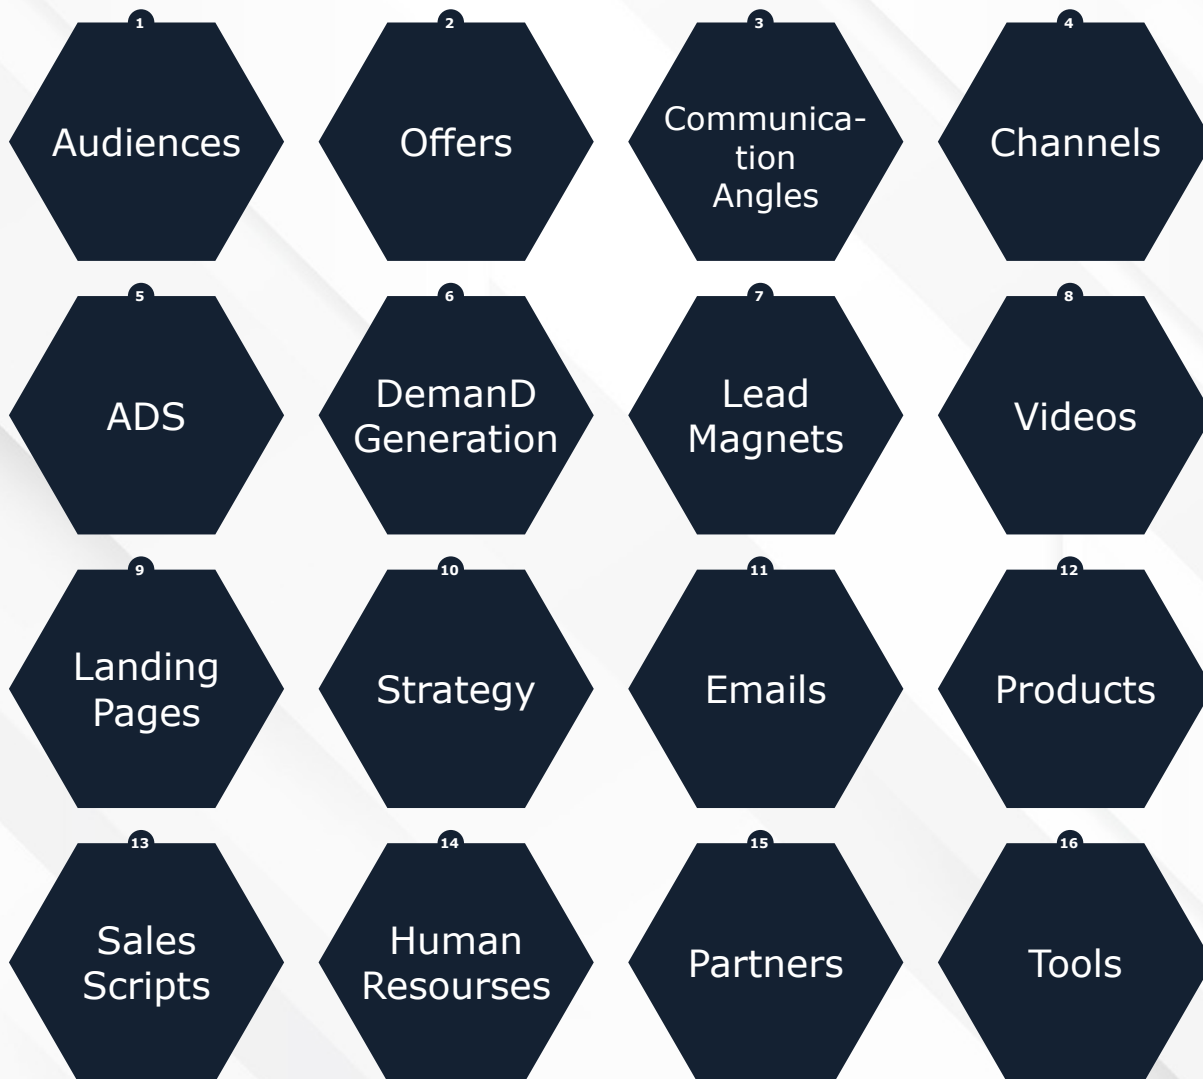 1
Audiences
2
Offers
3
Communica-
tion
Angles
4
Channels
5
ADS
6
DemanD
Generation
7
Lead
Magnets
8
Videos
9
Landing
Pages
10
Strategy
11
Emails
12
Products
13
Sales
Scripts
14
Human
Resourses
15
Partners
16
Tools